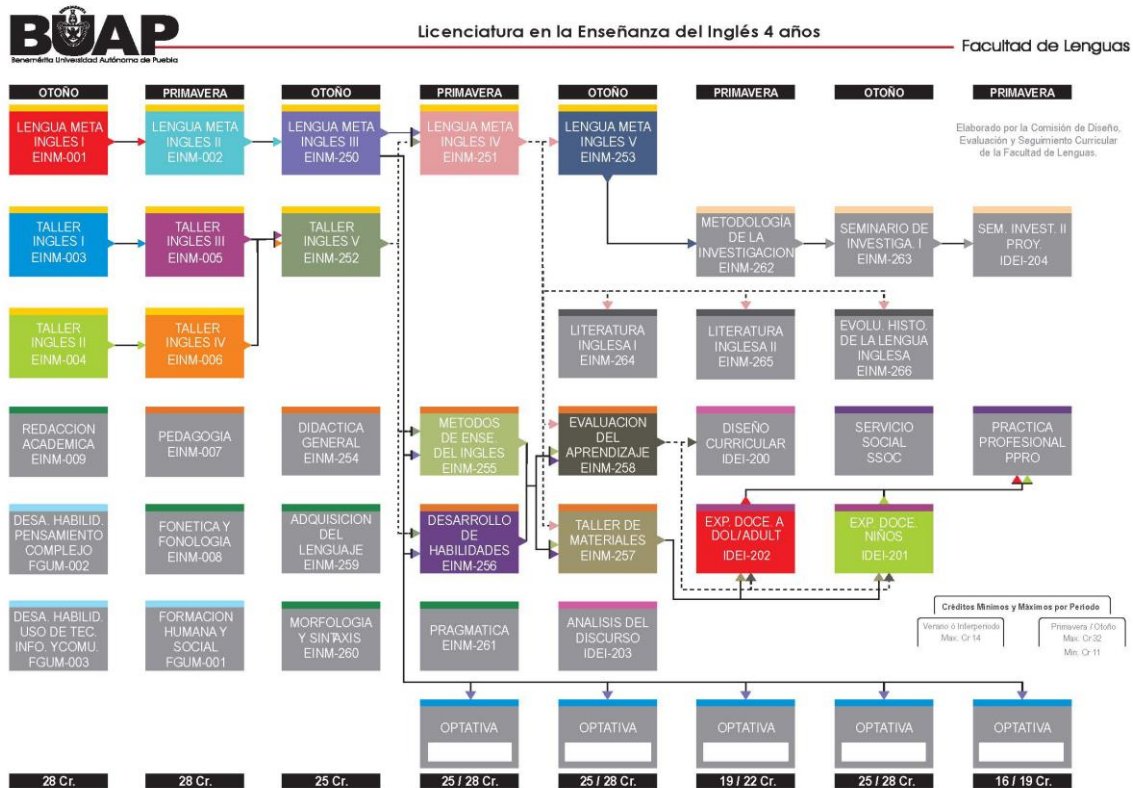 BUAP
Benemérita Universidad Autónoma de Puebla
Licenciatura en la Enseñanza del Inglés 4 años
Facultad de Lenguas
OTOÑO
PRIMAVERA
OTOÑO
PRIMAVERA
OTOÑO
PRIMAVERA
OTOÑO
PRIMAVERA
Elaborado por la Comisión de Diseño,
Evaluación y Seguimiento Curricular
de la Facultad de Lenguas.
LENGUA META
INGLES I
EINM-001
LENGUA META
INGLES II
EINM-002
LENGUA META
INGLES III
EINM-250
LENGUA META
INGLES IV
EINM-251
LENGUA META
INGLES V
EINM-253
TALLER
INGLES I
EINM-003
TALLER
INGLES III
EINM-005
TALLER
INGLES V
EINM-252
METODOLOGÍA
DE LA
INVESTIGACION
EINM-262
SEMINARIO DE
INVESTIGA. I
EINM-263
SEM. INVEST. II
PROY.
IDEI-204
TALLER
INGLES II
EINM-004
TALLER
INGLES IV
EINM-006
LITERATURA
INGLESA I
EINM-264
LITERATURA
INGLESA II
EINM-265
EVOLU. HISTO.
DE LA LENGUA
INGLESA
EINM-266
REDACCION
ACADEMICA
EINM-009
PEDAGOGIA
EINM-007
DIDACTICA
GENERAL
EINM-254
METODOS
DE ENSE.
DEL INGLES
EINM-255
EVALUACION
DEL
APRENDIZAJE
EINM-258
DISEÑO
CURRICULAR
IDEI-200
SERVICIO
SOCIAL
SSOC
PRACTICA
PROFESIONAL
PPRO
DESA. HABILID.
PENSAMIENTO
COMPLEJO
FGUM-002
FONETICA Y
FONOLOGIA
EINM-008
ADQUISICION
DEL
LENGUAJE
EINM-259
DESARROLLO
DE
HABILIDADES
EINM-256
TALLER DE
MATERIALES
EINM-257
EXP. DOCE. A
DOL/ADULT
IDEI-202
EXP. DOCE.
NIÑOS
IDEI-201
DESA. HABILID.
USO DE TEC.
INFO. YCOMU.
FGUM-003
FORMACION
HUMANA Y
SOCIAL
FGUM-001
MORFOLOGIA
Y SINTAXIS
EINM-260
PRAGMATICA
EINM-261
ANALISIS DEL
DISCURSO
IDEI-203
Créditos Minimos y Máximos por Periodo
Verano ó Interperiodo
Max. Cr 14
Primavera / Otoño
Max. Cr 32
Min. Cr 11
OPTATIVA
OPTATIVA
OPTATIVA
OPTATIVA
OPTATIVA
28 Cr.
28 Cr.
25 Cr.
25 / 28 Cr.
25 / 28 Cr.
19 / 22 Cr.
25 / 28 Cr.
16 / 19 Cr.